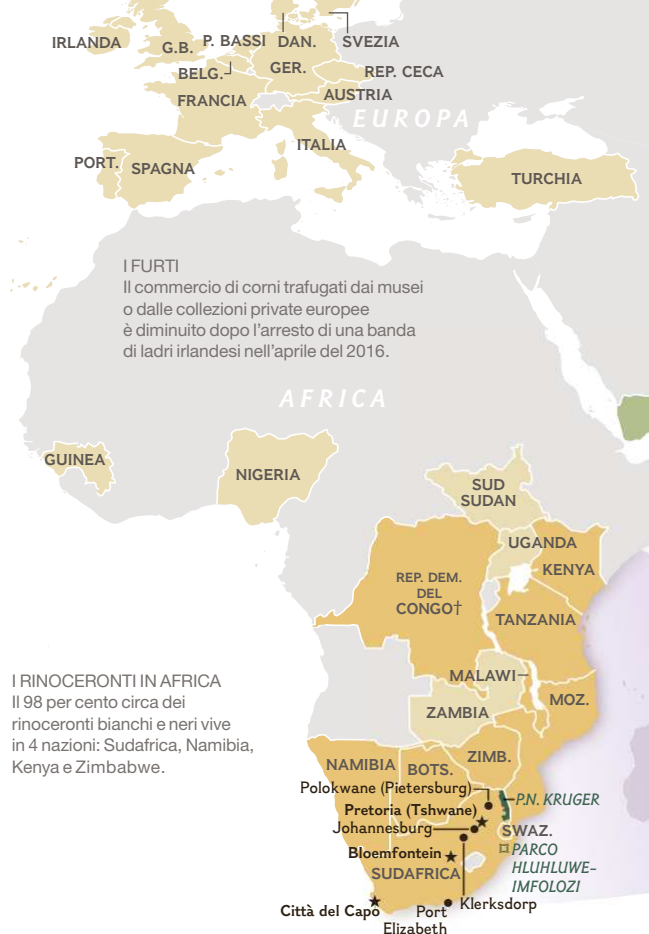 IRLANDA
G.B.
P. BASSI
DAN.
SVEZIA
BELG.
GER.
REP. CECA
FRANCIA
AUSTRIA
EUROPA
ITALIA
PORT.
SPAGNA
TURCHIA
I FURTI
Il commercio di corni trafugati dai musei
o dalle collezioni private europee
è diminuito dopo l'arresto di una banda
di ladri irlandesi nell'aprile del 2016.
AFRICA
GUINEA
NIGERIA
SUD
SUDAN
UGANDA
KENYA
REP. DEM.
DEL
CONGO†
TANZANIA
MALAWI
MOZ.
ZAMBIA
I RINOCERONTI IN AFRICA
Il 98 per cento circa dei
rinoceronti bianchi e neri vive
in 4 nazioni: Sudafrica, Namibia,
Kenya e Zimbabwe.
NAMIBIA
BOTS.
ZIMB.
Polokwane (Pietersburg)
P.N. KRUGER
Pretoria (Tshwane)
Johannesburg
SWAZ.
Bloemfontein
PARCO
HLUHLUWE-
IMFOLOZI
SUDAFRICA
Città del Capo
Port
Elizabeth
Klerksdorp